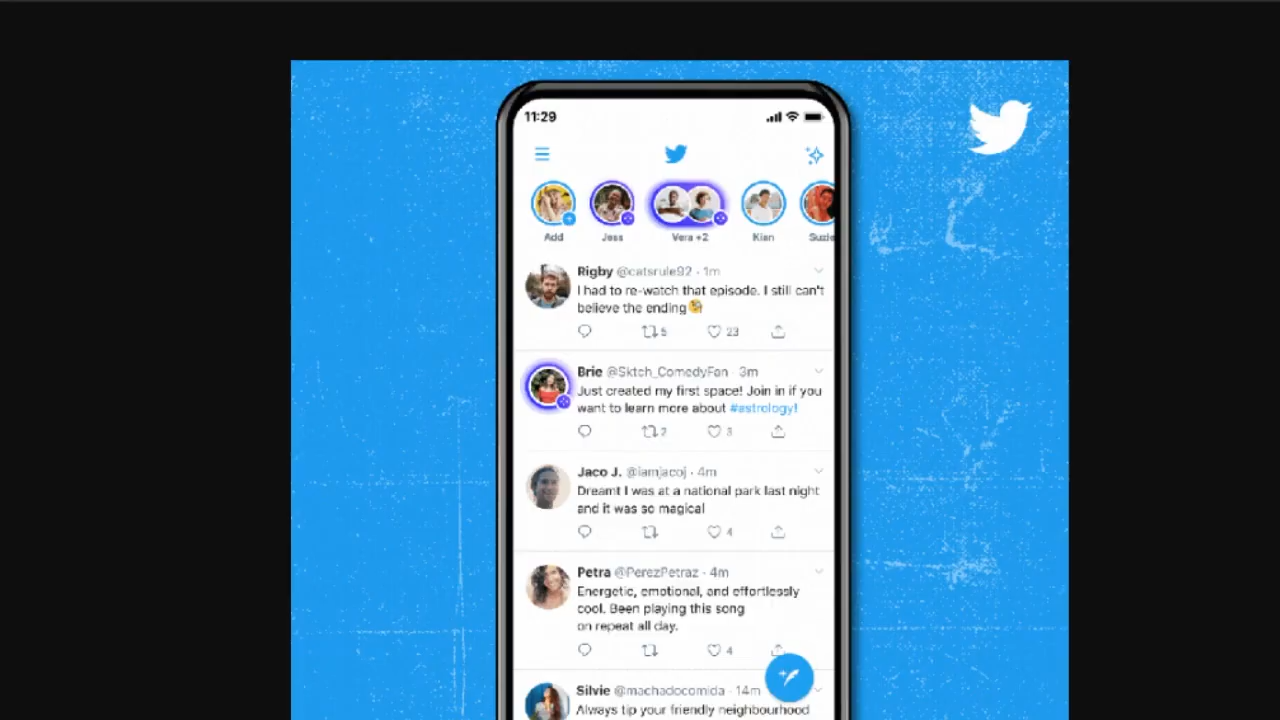 11:29
Add Jess Vera +2 Kian Suzie
Rigby @catsrule92 · 1m
I had to re-watch that episode. I still can't
believe the ending🧐
5 23
Brie @Sktch_ComedyFan · 3m
Just created my first space! Join in if you
want to learn more about #astrology!
2 3
Jaco J. @iamjacoj · 4m
Dreamt I was at a national park last night
and it was so magical
4
Petra @PerezPetraz · 4m
Energetic, emotional, and effortlessly
cool. Been playing this song
on repeat all day.
4
Silvie @machadocomida · 14m
Always tip your friendly neighbourhood